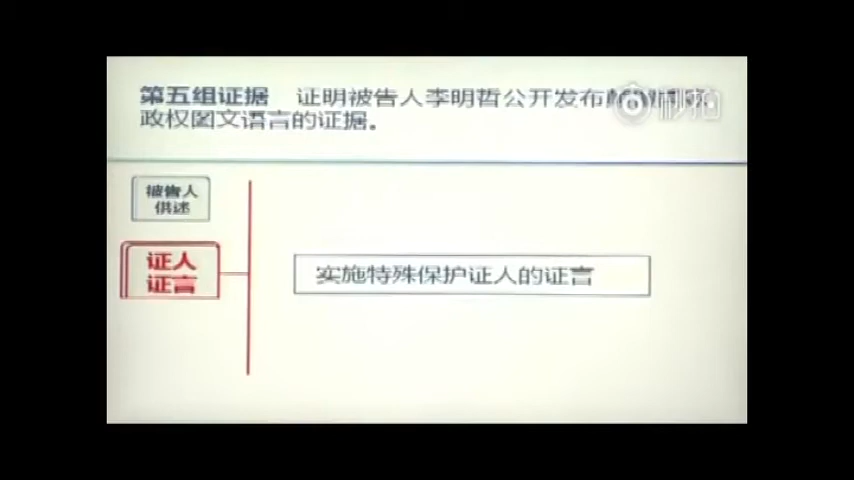 第五组证据 证明被告人李明哲公开发布
政权图文语言的证据。
被告人
供述
证人
证言
实施特殊保护证人的证言
秒拍